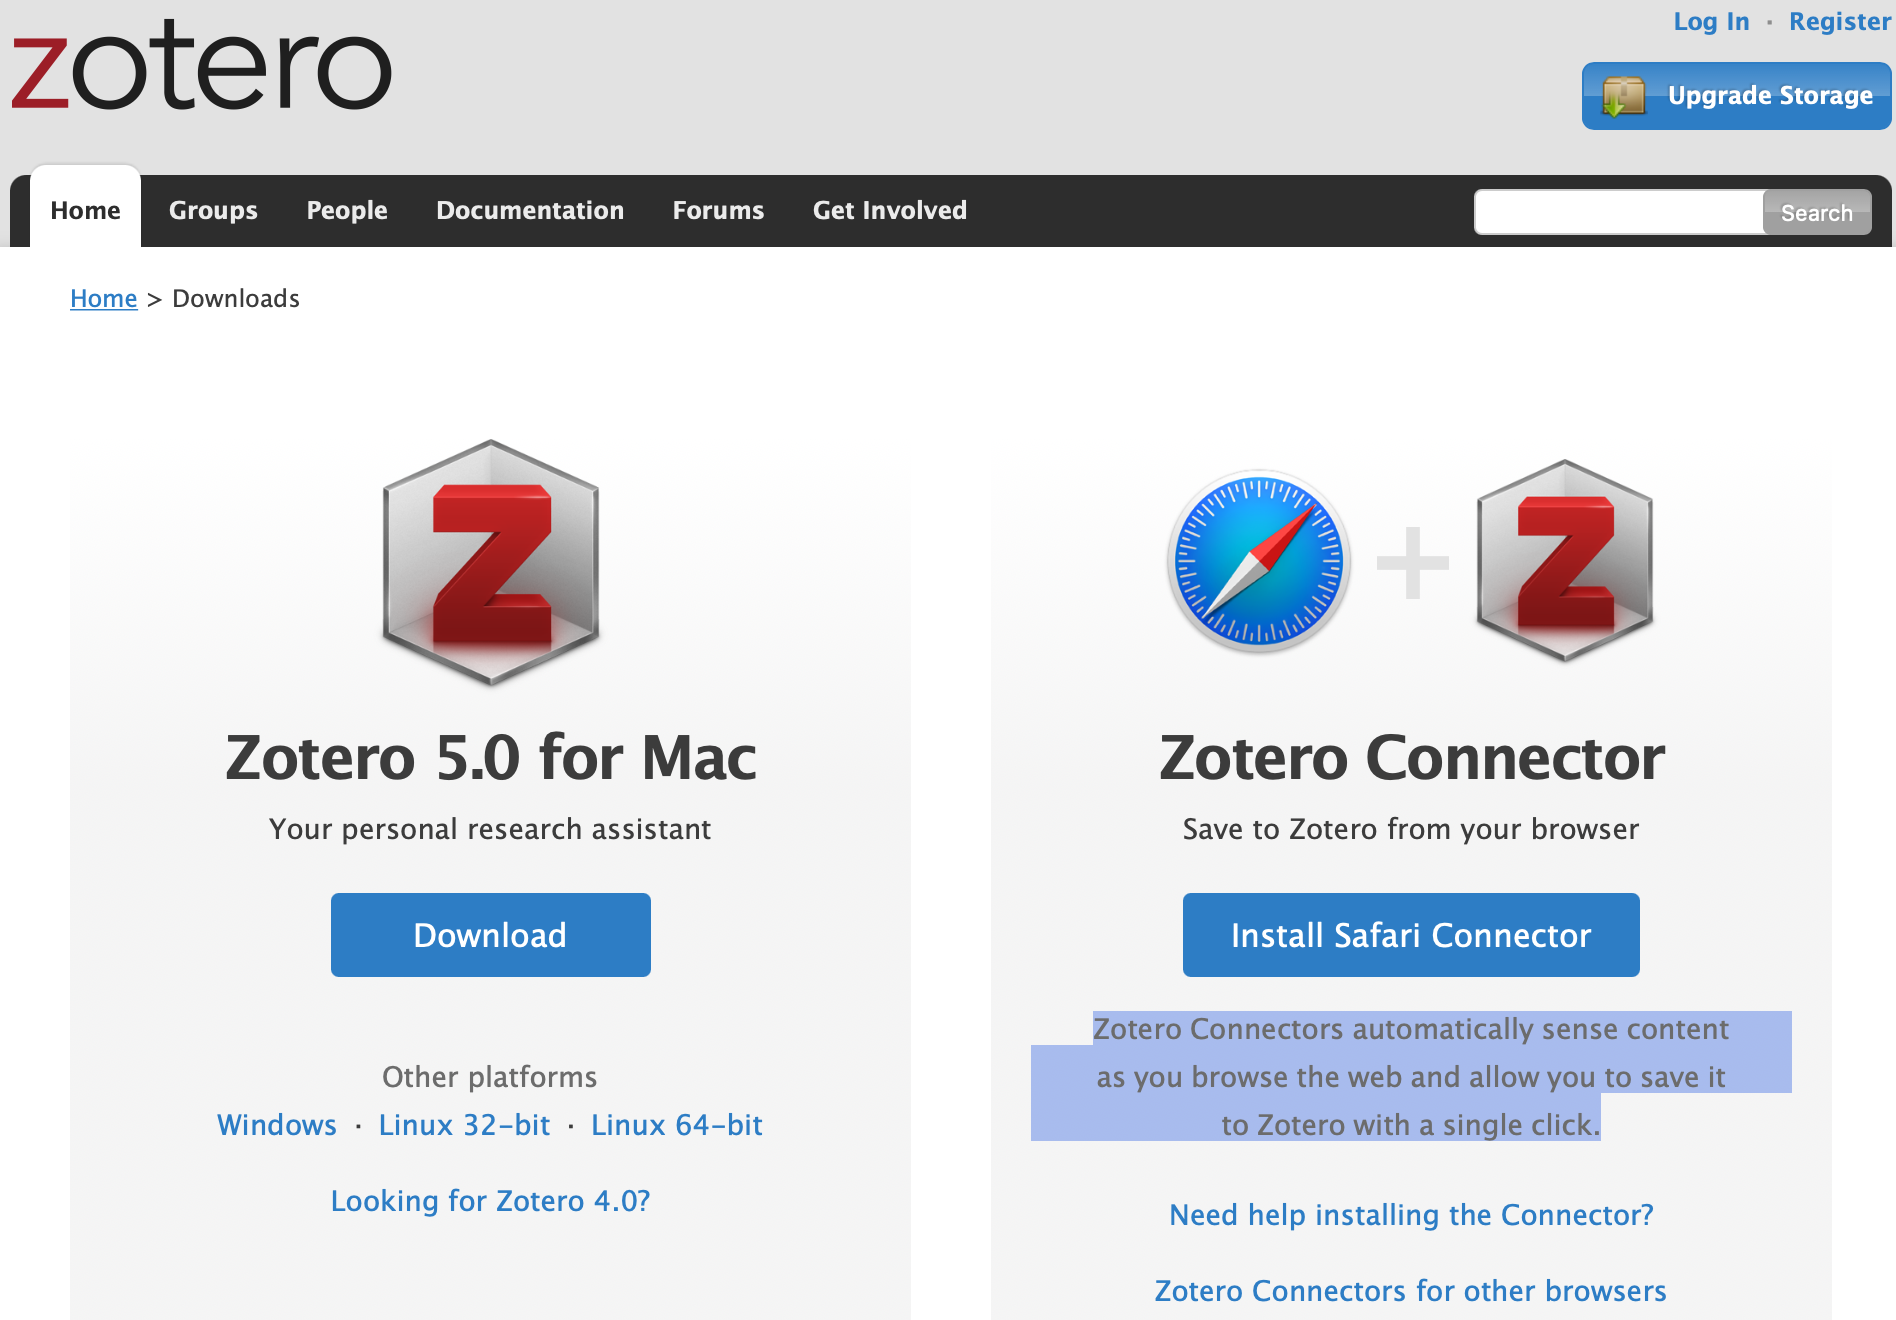 zotero
Log In · Register
Upgrade Storage
Home Groups People Documentation Forums Get Involved
Search
Home > Downloads
Z
Zotero 5.0 for Mac
Your personal research assistant
Download
Other platforms
Windows · Linux 32-bit · Linux 64-bit
Looking for Zotero 4.0?
Z
Zotero Connector
Save to Zotero from your browser
Install Safari Connector
Zotero Connectors automatically sense content
as you browse the web and allow you to save it
to Zotero with a single click.
Need help installing the Connector?
Zotero Connectors for other browsers